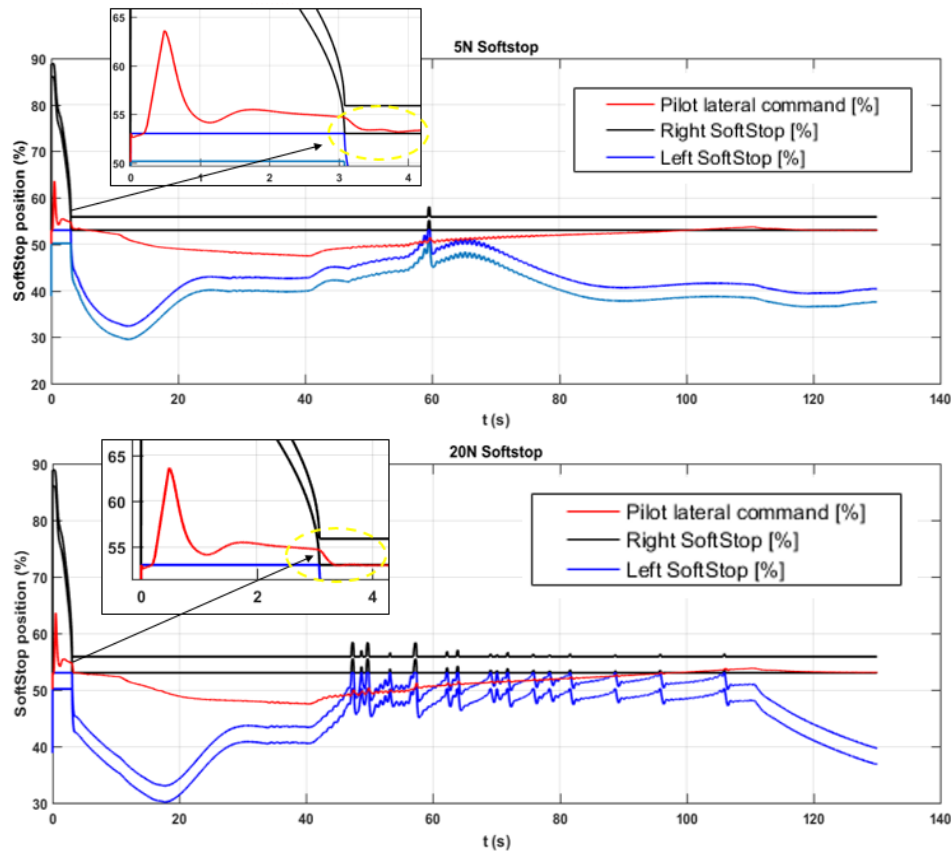 5N Softstop
SoftStop position (%)
90
80
70
60
50
40
30
20
0 20 40 60 80 100 120 140
t (s)
65
60
55
50
0 1 2 3 4
Pilot lateral command [%]
Right SoftStop [%]
Left SoftStop [%]
20N Softstop
SoftStop position (%)
90
80
70
60
50
40
30
0 20 40 60 80 100 120 140
t (s)
65
60
55
0 2 4
Pilot lateral command [%]
Right SoftStop [%]
Left SoftStop [%]